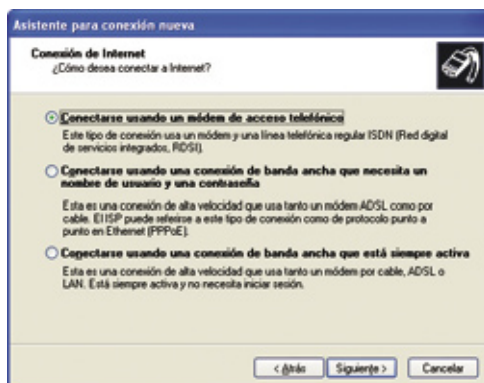 Asistente para conexión nueva
Conexión de Internet
¿Cómo desea conectar a Internet?
Conectarse usando un módem de acceso telefónico
Este tipo de conexión usa un módem y una línea telefónica regular ISDN (Red digital
de servicios integrados, RDSI).
Conectarse usando una conexión de banda ancha que necesita un
nombre de usuario y una contraseña
Esta es una conexión de alta velocidad que usa tanto un módem ADSL como por
cable. El ISP puede referirse a este tipo de conexión como de protocolo punto a
punto en Ethernet (PPPoE).
Conectarse usando una conexión de banda ancha que está siempre activa
Esta es una conexión de alta velocidad que usa tanto un módem por cable, ADSL o
LAN. Está siempre activa y no necesita iniciar sesión.
< Atrás Siguiente > Cancelar